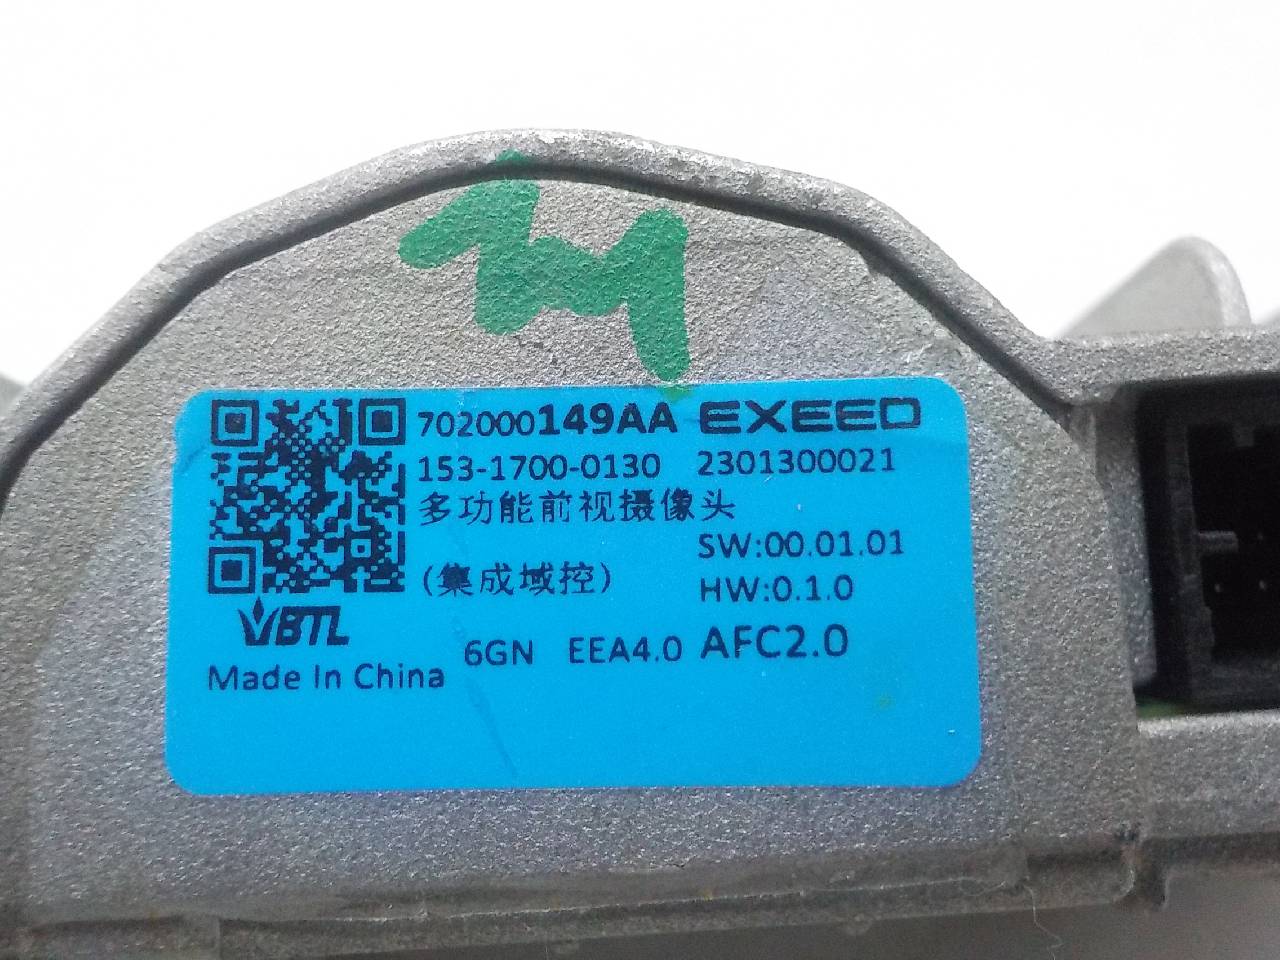 702000149AA EXEED
153-1700-0130 2301300021
多功能前视摄像头
SW:00.01.01
(集成域控)
HW:0.1.0
VBTL
6GN EEA4.0 AFC2.0
Made In China